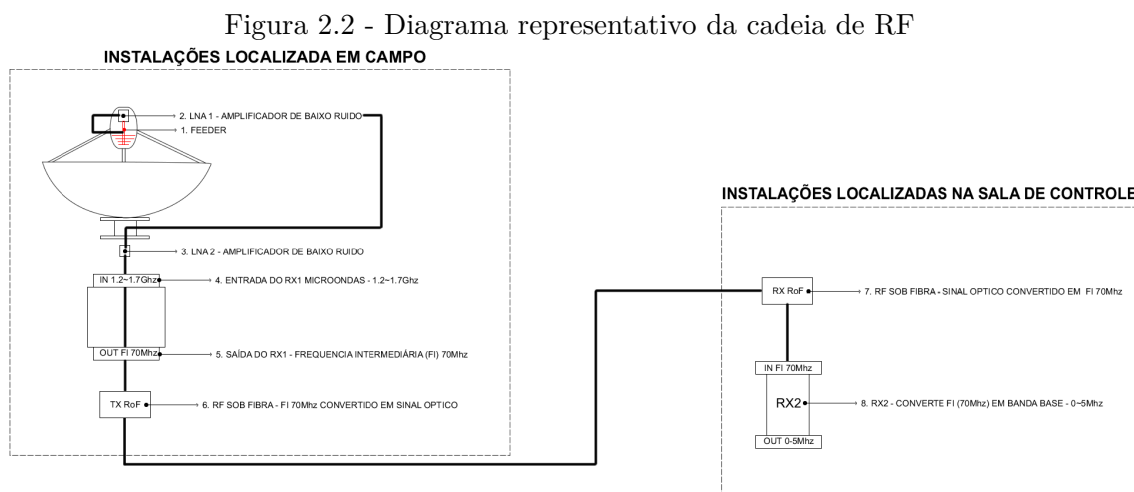 Figura 2.2 - Diagrama representativo da cadeia de RF
INSTALAÇÕES LOCALIZADA EM CAMPO
2. LNA 1 - AMPLIFICADOR DE BAIXO RUIDO
1. FEEDER
3. LNA 2 - AMPLIFICADOR DE BAIXO RUIDO
IN 1.2~1.7Ghz
4. ENTRADA DO RX1 MICROONDAS - 1.2~1.7Ghz
OUT FI 70Mhz
5. SAÍDA DO RX1 - FREQUENCIA INTERMEDIÁRIA (FI) 70Mhz
TX RoF
6. RF SOB FIBRA - FI 70Mhz CONVERTIDO EM SINAL OPTICO
INSTALAÇÕES LOCALIZADAS NA SALA DE CONTROLE
RX RoF
7. RF SOB FIBRA - SINAL OPTICO CONVERTIDO EM FI 70Mhz
IN FI 70Mhz
RX2
8. RX2 - CONVERTE FI (70Mhz) EM BANDA BASE - 0~5Mhz
OUT 0-5Mhz